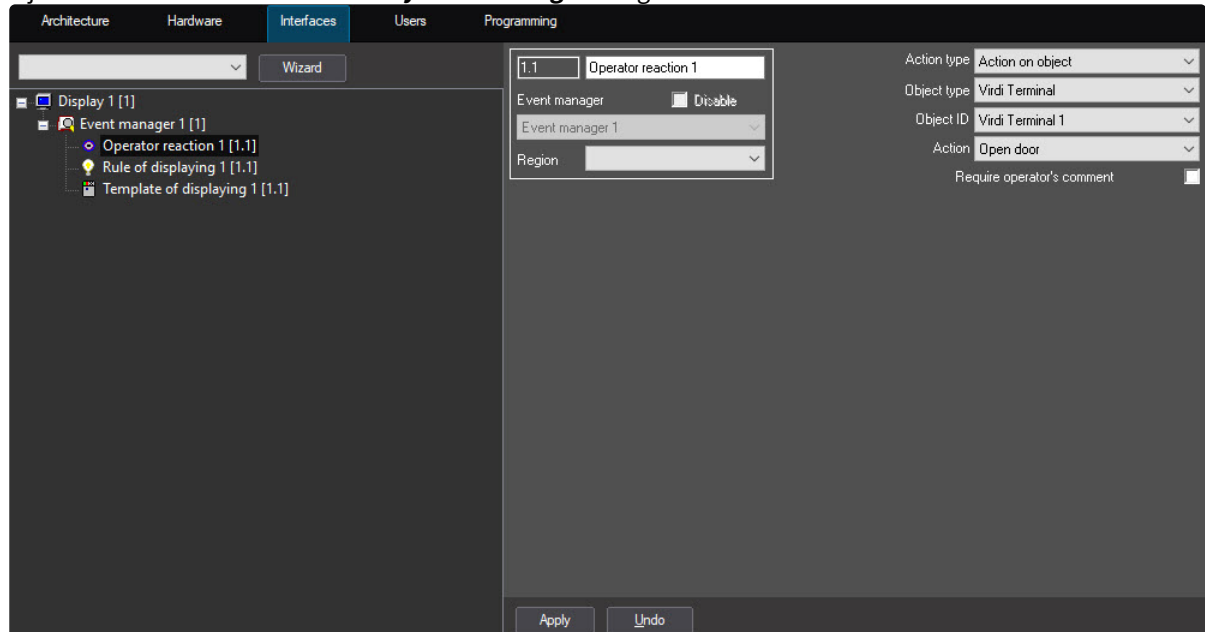 Architecture Hardware Interfaces Users Programming
Wizard
Display 1 [1]
Event manager 1 [1]
Operator reaction 1 [1.1]
Rule of displaying 1 [1.1]
Template of displaying 1 [1.1]
1.1 Operator reaction 1
Event manager Disable
Event manager 1
Region
Action type Action on object
Object type Virdi Terminal
Object ID Virdi Terminal 1
Action Open door
Require operator's comment
Apply Undo